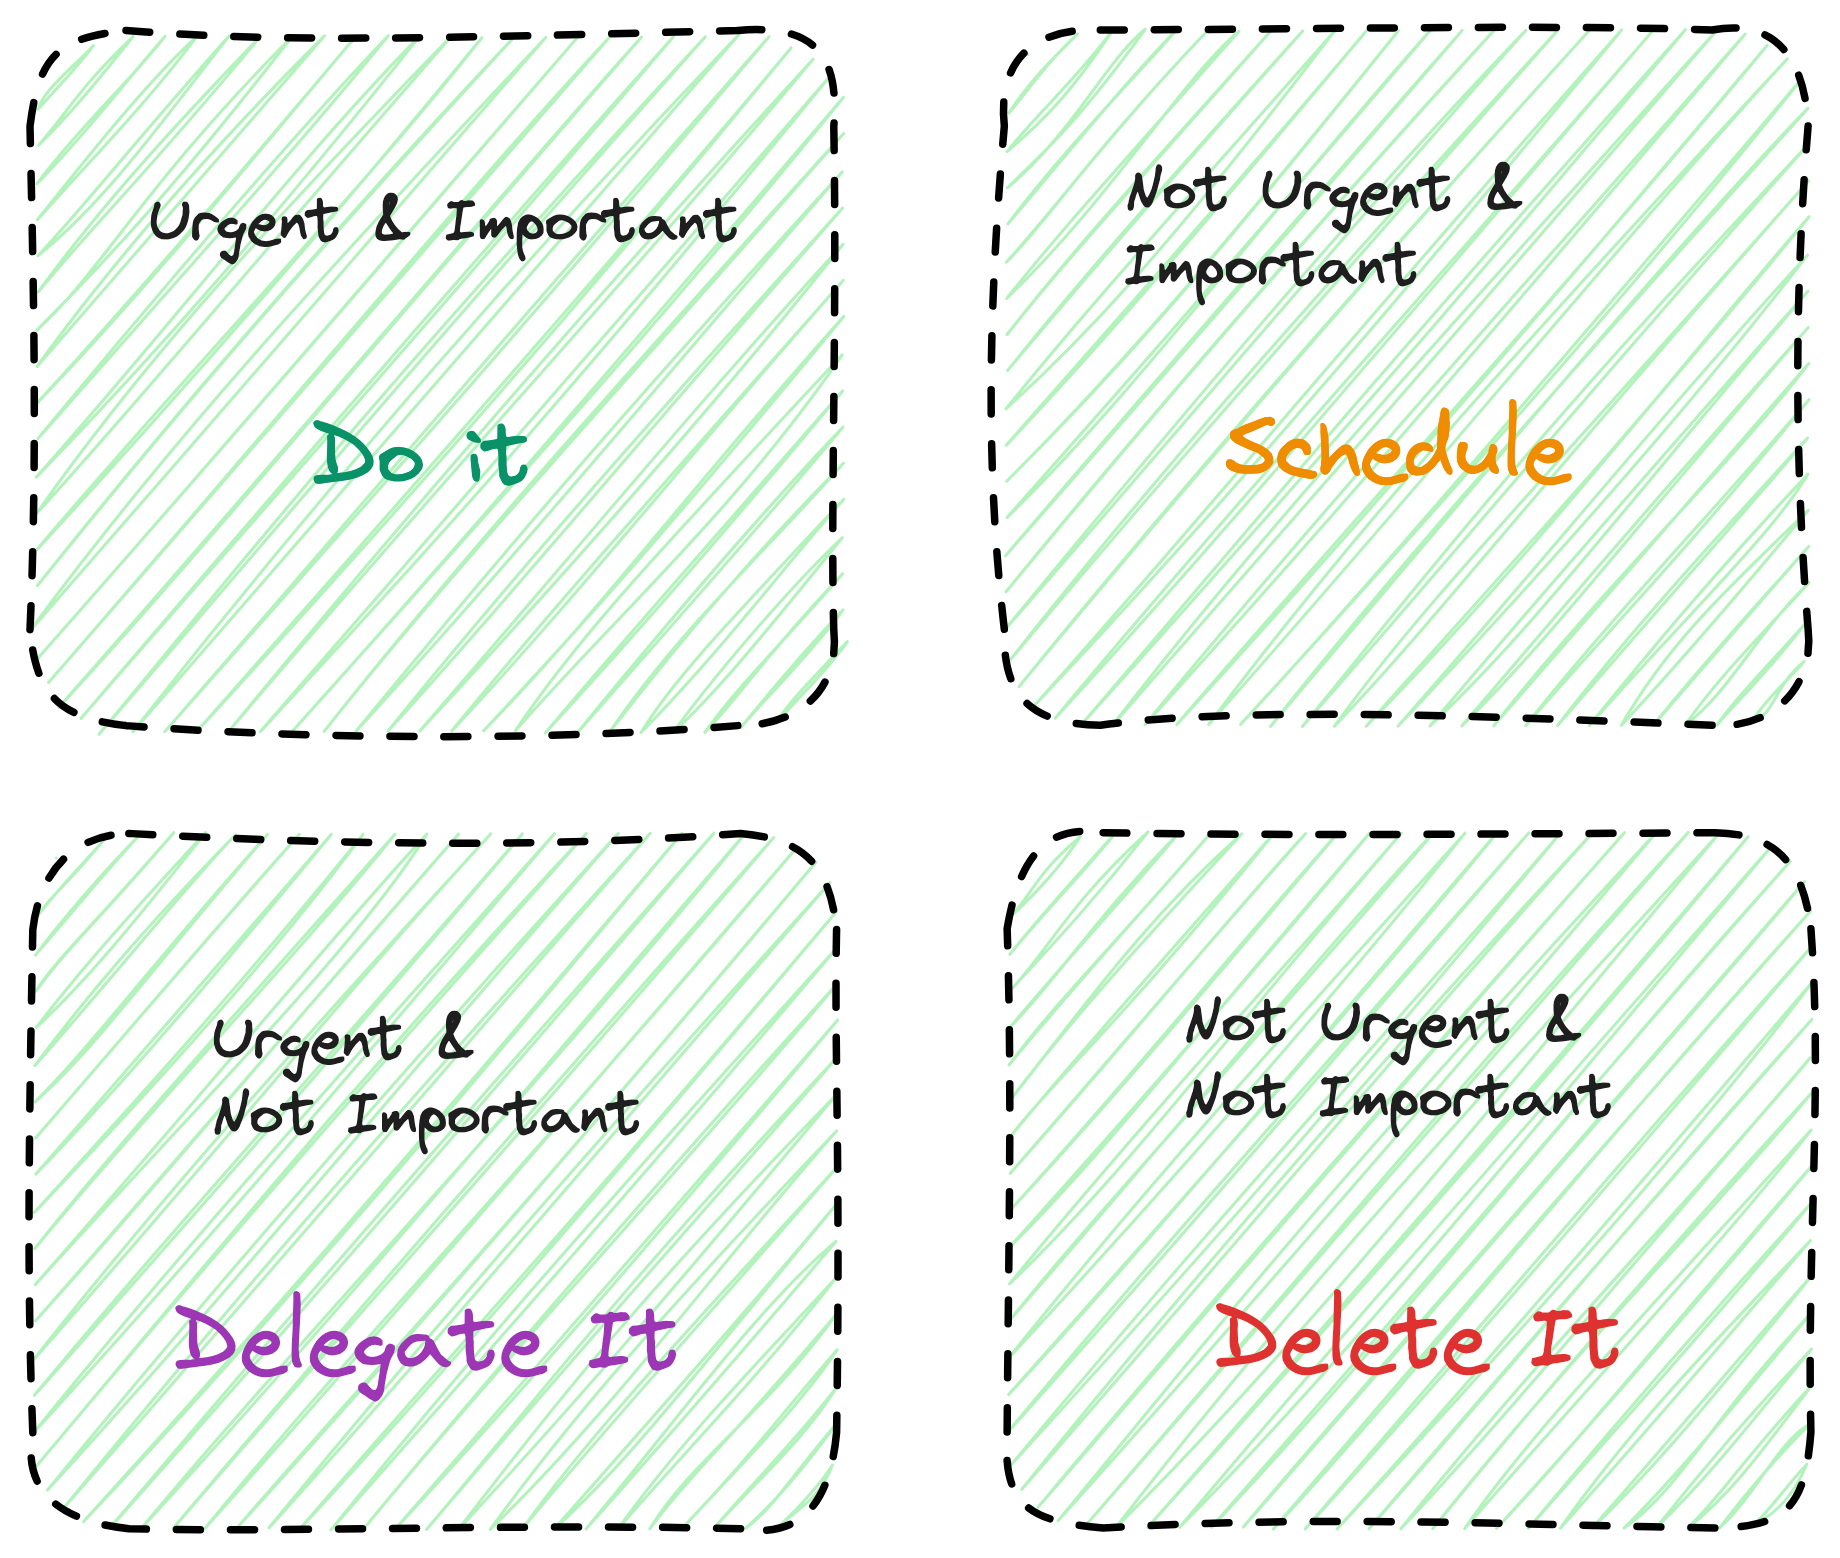 Urgent & Important
Do it
Not Urgent &
Important
Schedule
Urgent &
Not Important
Delegate It
Not Urgent &
Not Important
Delete It